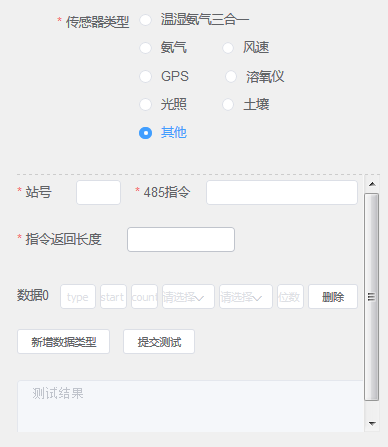 * 传感器类型 温湿氨气三合一
氨气 风速
GPS 溶氧仪
光照 土壤
其他
* 站号 * 485指令
* 指令返回长度
数据0 type start count 请选择 请选择 位数 删除
新增数据类型 提交测试
测试结果